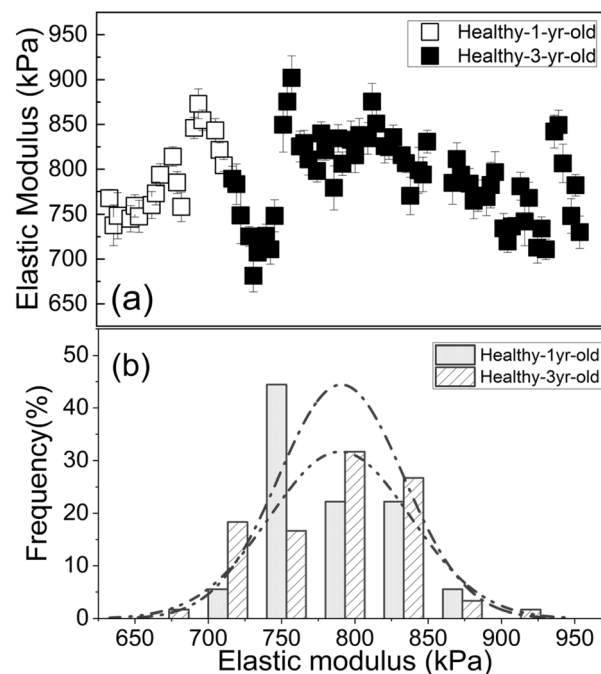 950
900
850
800
750
700
650
Elastic Modulus (kPa)
Healthy-1-yr-old
Healthy-3-yr-old
(a)
50
40
30
20
10
0
Frequency(%)
(b)
Healthy-1yr-old
Healthy-3yr-old
650 700 750 800 850 900 950
Elastic modulus (kPa)